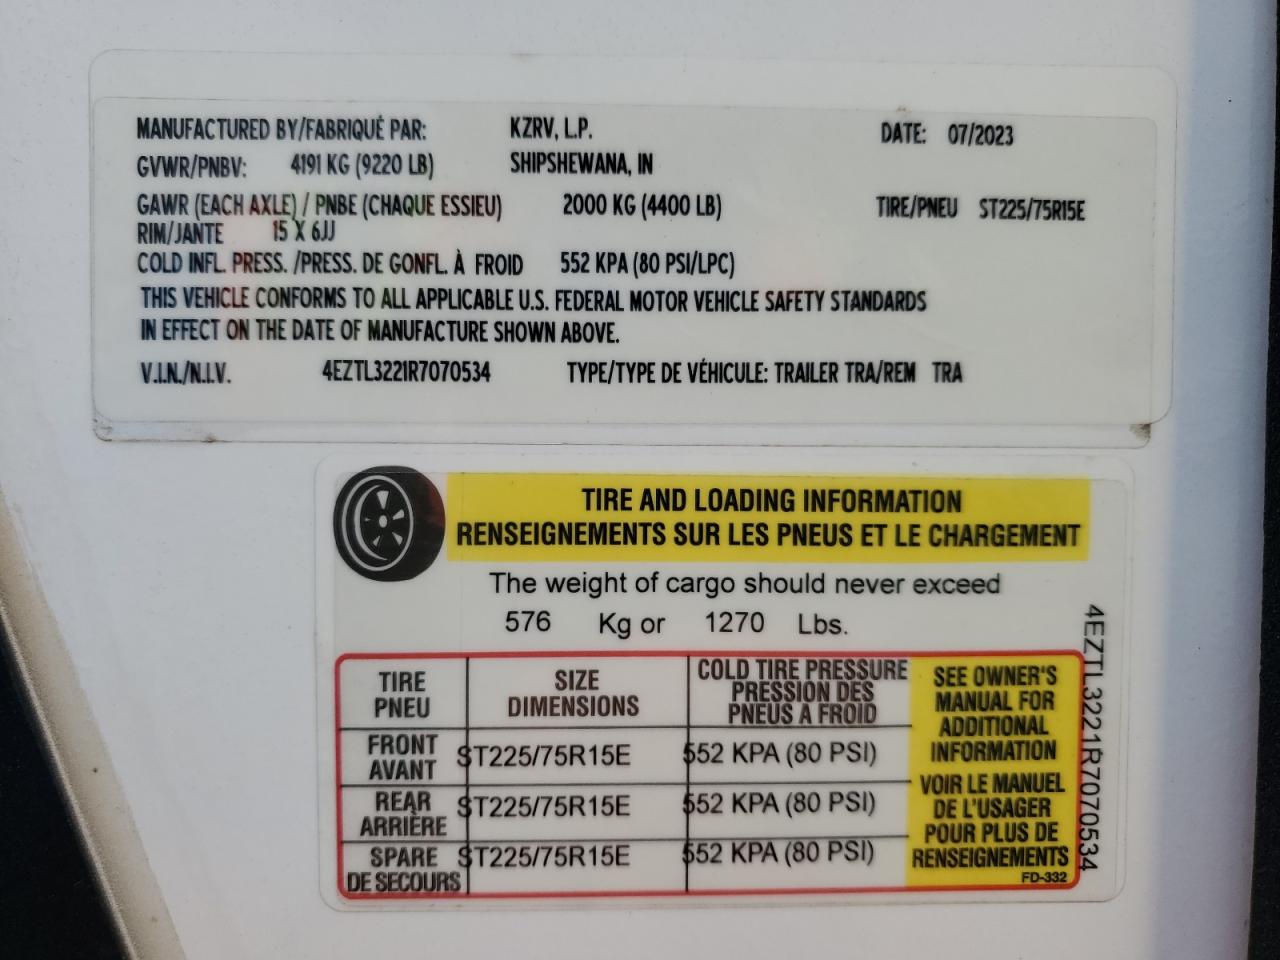 MANUFACTURED BY/FABRIQUÉ PAR: KZRV, L.P. DATE: 07/2023
GVWR/PNBV: 4191 KG (9220 LB) SHIPSHEWANA, IN
GAWR (EACH AXLE) / PNBE (CHAQUE ESSIEU) 2000 KG (4400 LB) TIRE/PNEU ST225/75R15E
RIM/JANTE 15 X 6JJ
COLD INFL. PRESS. /PRESS. DE GONFL. À FROID 552 KPA (80 PSI/LPC)
THIS VEHICLE CONFORMS TO ALL APPLICABLE U.S. FEDERAL MOTOR VEHICLE SAFETY STANDARDS
IN EFFECT ON THE DATE OF MANUFACTURE SHOWN ABOVE.
V.I.N./N.I.V. 4EZTL3221R7070534 TYPE/TYPE DE VÉHICULE: TRAILER TRA/REM TRA
TIRE AND LOADING INFORMATION
RENSEIGNEMENTS SUR LES PNEUS ET LE CHARGEMENT
The weight of cargo should never exceed
576 Kg or 1270 Lbs.
TIRE
PNEU
SIZE
DIMENSIONS
COLD TIRE PRESSURE
PRESSION DES
PNEUS A FROID
FRONT
AVANT
ST225/75R15E
552 KPA (80 PSI)
REAR
ARRIÈRE
ST225/75R15E
552 KPA (80 PSI)
SPARE
DE SECOURS
ST225/75R15E
552 KPA (80 PSI)
SEE OWNER'S
MANUAL FOR
ADDITIONAL
INFORMATION
VOIR LE MANUEL
DE L'USAGER
POUR PLUS DE
RENSEIGNEMENTS
FD-332
4EZTL3221R7070534